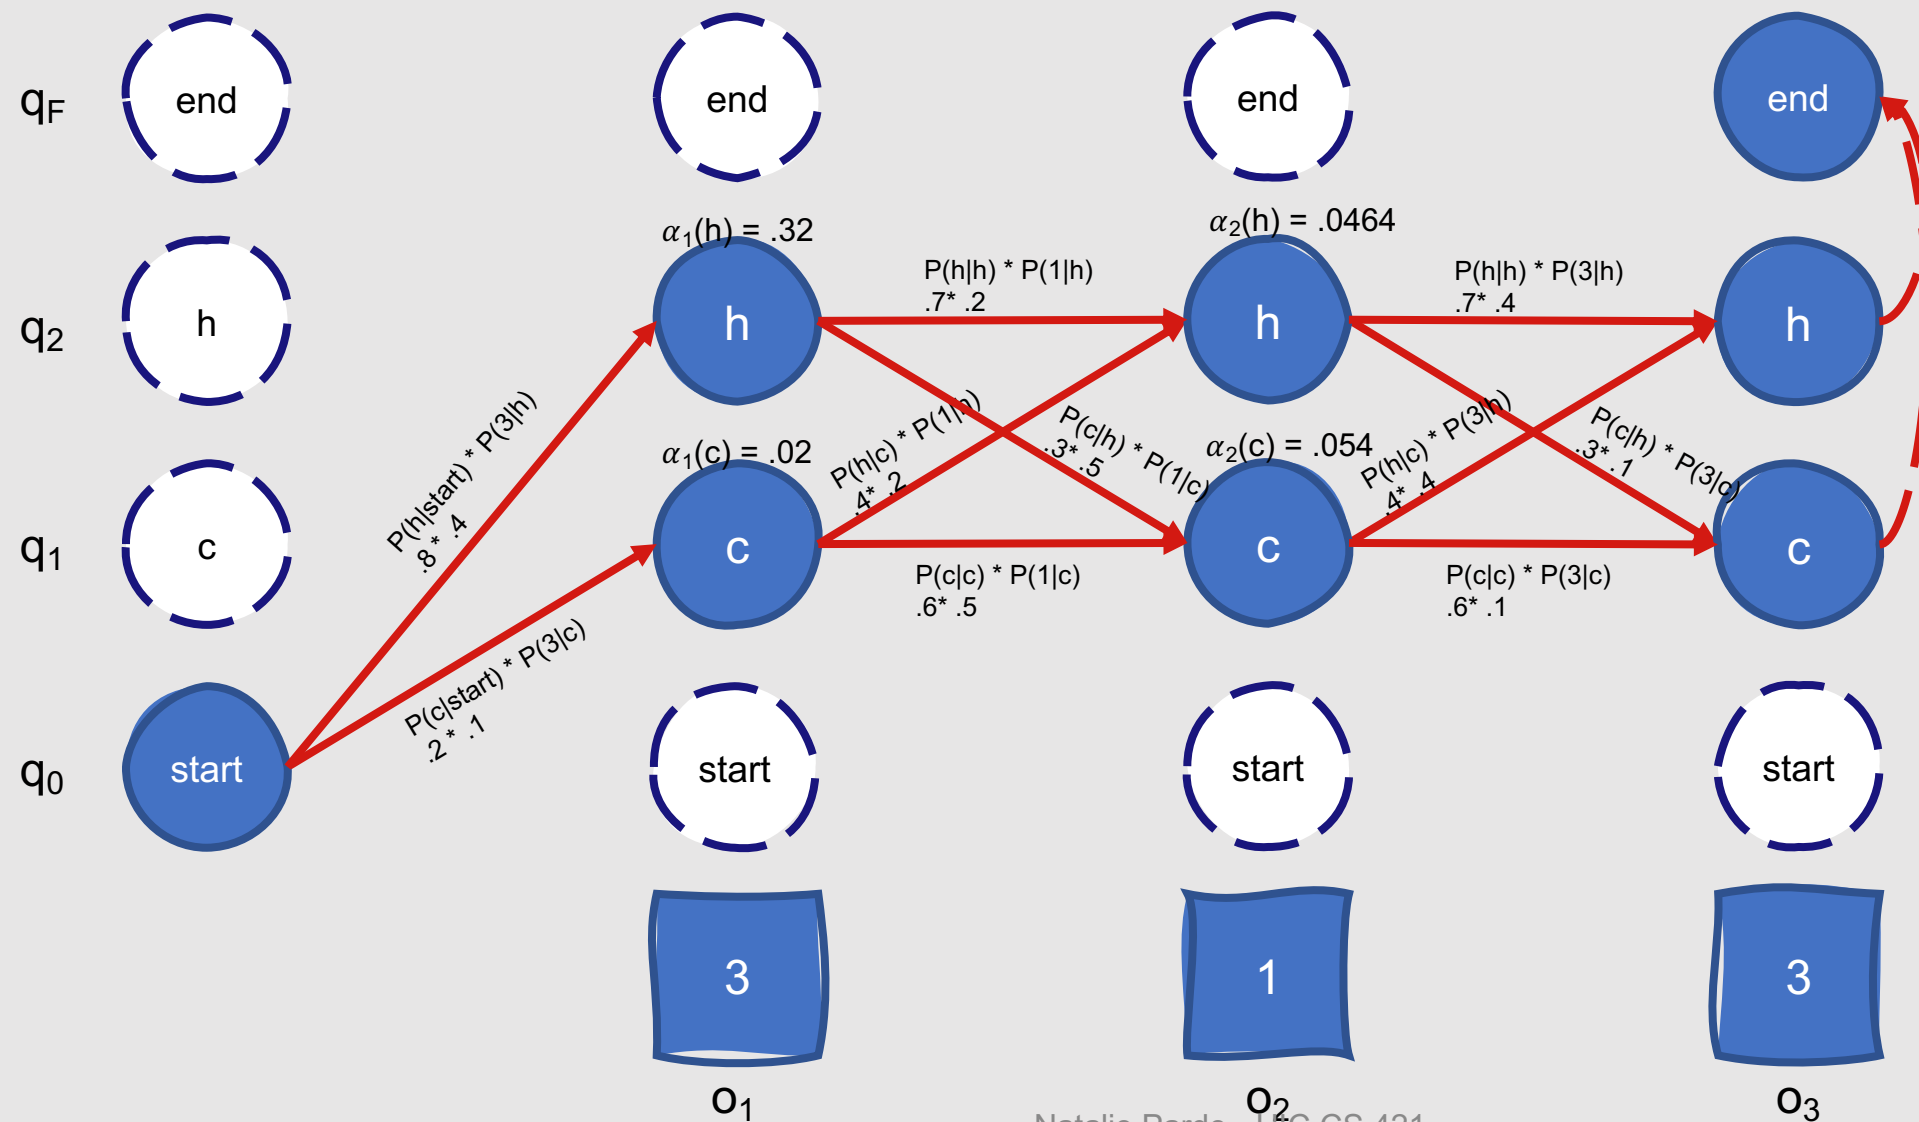 q_F
end
end
end
end
α₁(h) = .32
α₂(h) = .0464
q₂
h
h
h
h
P(h|h) * P(1|h)
.7* .2
P(h|h) * P(3|h)
.7* .4
P(h|start) * P(3|h)
.8* .4
P(h|c) * P(1|h)
.4* .2
P(c|h) * P(1|c)
.3* .5
P(h|c) * P(3|h)
.4* .4
P(c|h) * P(3|c)
.3* .1
α₁(c) = .02
α₂(c) = .054
q₁
c
c
c
c
P(c|c) * P(1|c)
.6* .5
P(c|c) * P(3|c)
.6* .1
P(c|start) * P(3|c)
.2* .1
q₀
start
start
start
start
3
1
3
o₁
o₂
o₃